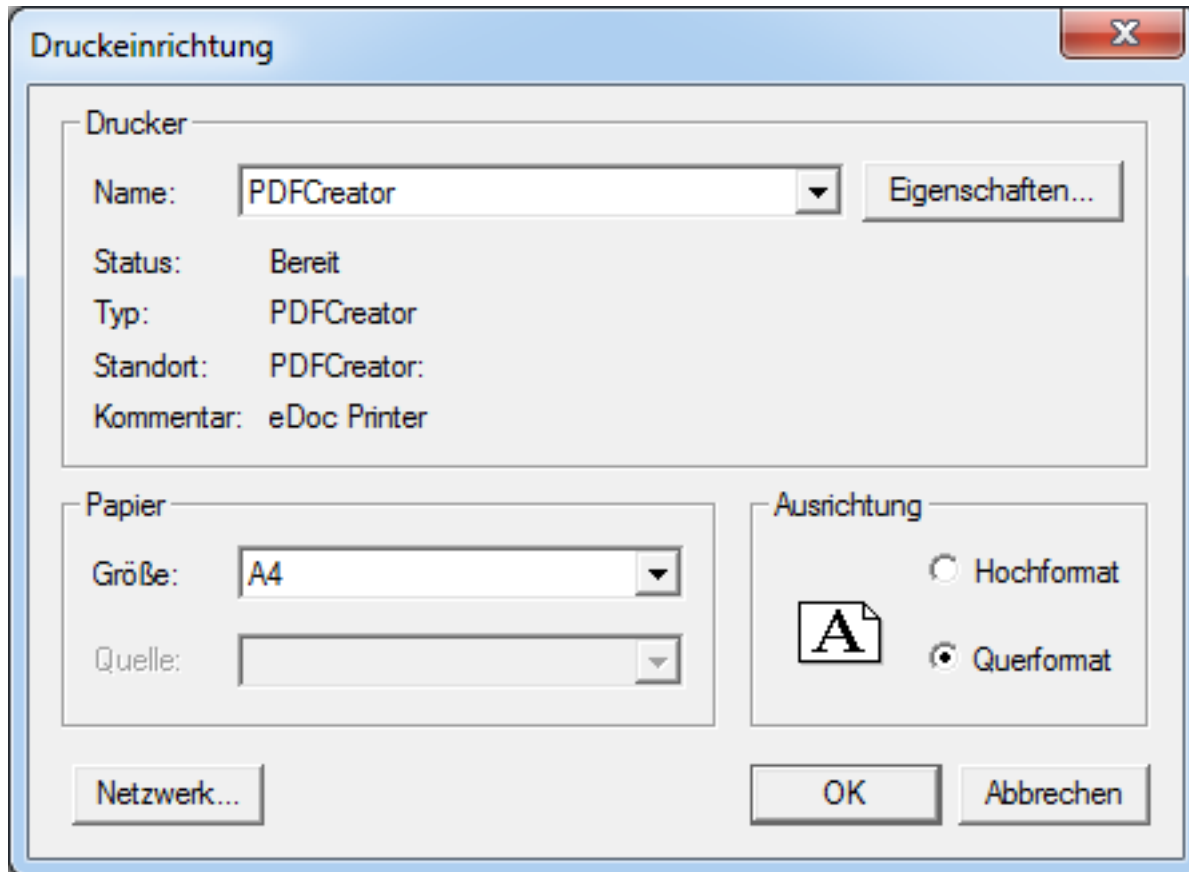 Druckeinrichtung
Drucker
Name: PDFCreator Eigenschaften...
Status: Bereit
Typ: PDFCreator
Standort: PDFCreator:
Kommentar: eDoc Printer
Papier
Größe: A4
Quelle:
Ausrichtung
Hochformat
A
Querformat
Netzwerk... OK Abbrechen